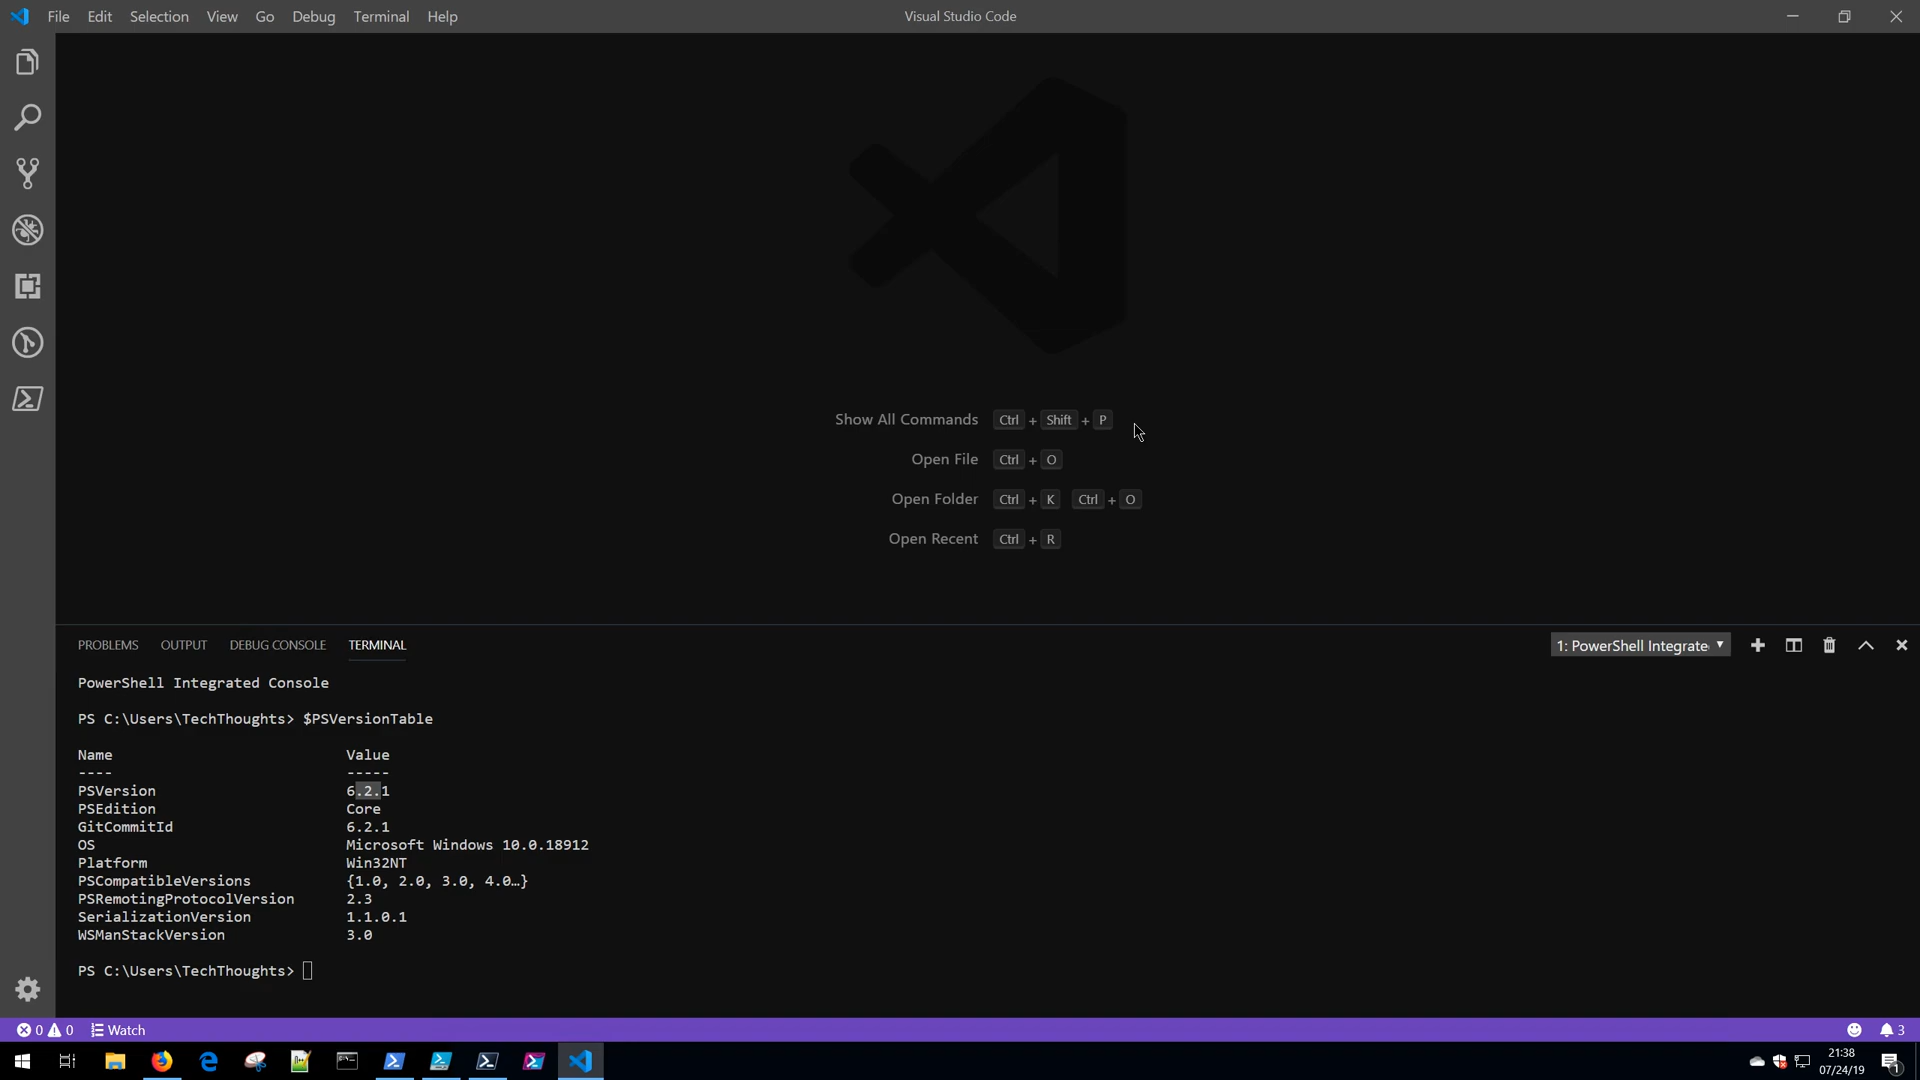 File Edit Selection View Go Debug Terminal Help Visual Studio Code
Show All Commands Ctrl + Shift + P
Open File Ctrl + O
Open Folder Ctrl + K Ctrl + O
Open Recent Ctrl + R
PROBLEMS OUTPUT DEBUG CONSOLE TERMINAL 1: PowerShell Integrate
PowerShell Integrated Console
PS C:\Users\TechThoughts> $PSVersionTable
Name Value
---- -----
PSVersion 6.2.1
PSEdition Core
GitCommitId 6.2.1
OS Microsoft Windows 10.0.18912
Platform Win32NT
PSCompatibleVersions {1.0, 2.0, 3.0, 4.0…}
PSRemotingProtocolVersion 2.3
SerializationVersion 1.1.0.1
WSManStackVersion 3.0
PS C:\Users\TechThoughts>
0 0 Watch 3
21:38
07/24/19 1